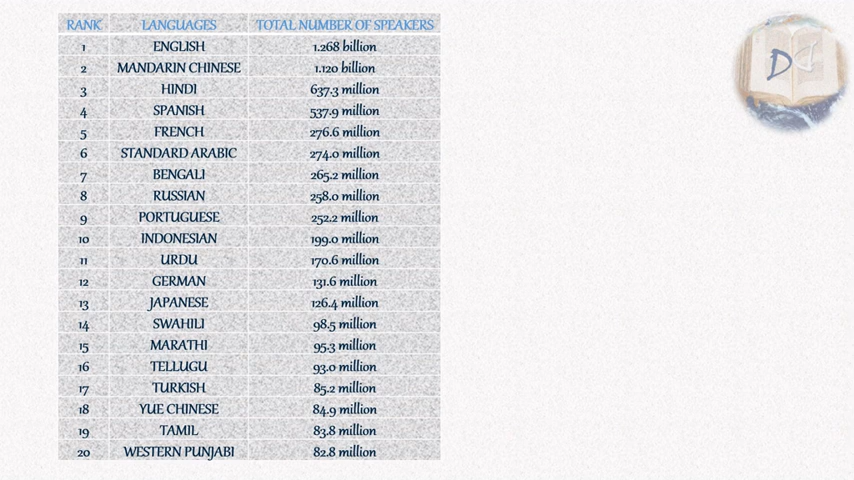 RANK LANGUAGES TOTAL NUMBER OF SPEAKERS
1 ENGLISH 1.268 billion
2 MANDARIN CHINESE 1.120 billion
3 HINDI 637.3 million
4 SPANISH 537.9 million
5 FRENCH 276.6 million
6 STANDARD ARABIC 274.0 million
7 BENGALI 265.2 million
8 RUSSIAN 258.0 million
9 PORTUGUESE 252.2 million
10 INDONESIAN 199.0 million
11 URDU 170.6 million
12 GERMAN 131.6 million
13 JAPANESE 126.4 million
14 SWAHILI 98.5 million
15 MARATHI 95.3 million
16 TELLUGU 93.0 million
17 TURKISH 85.2 million
18 YUE CHINESE 84.9 million
19 TAMIL 83.8 million
20 WESTERN PUNJABI 82.8 million